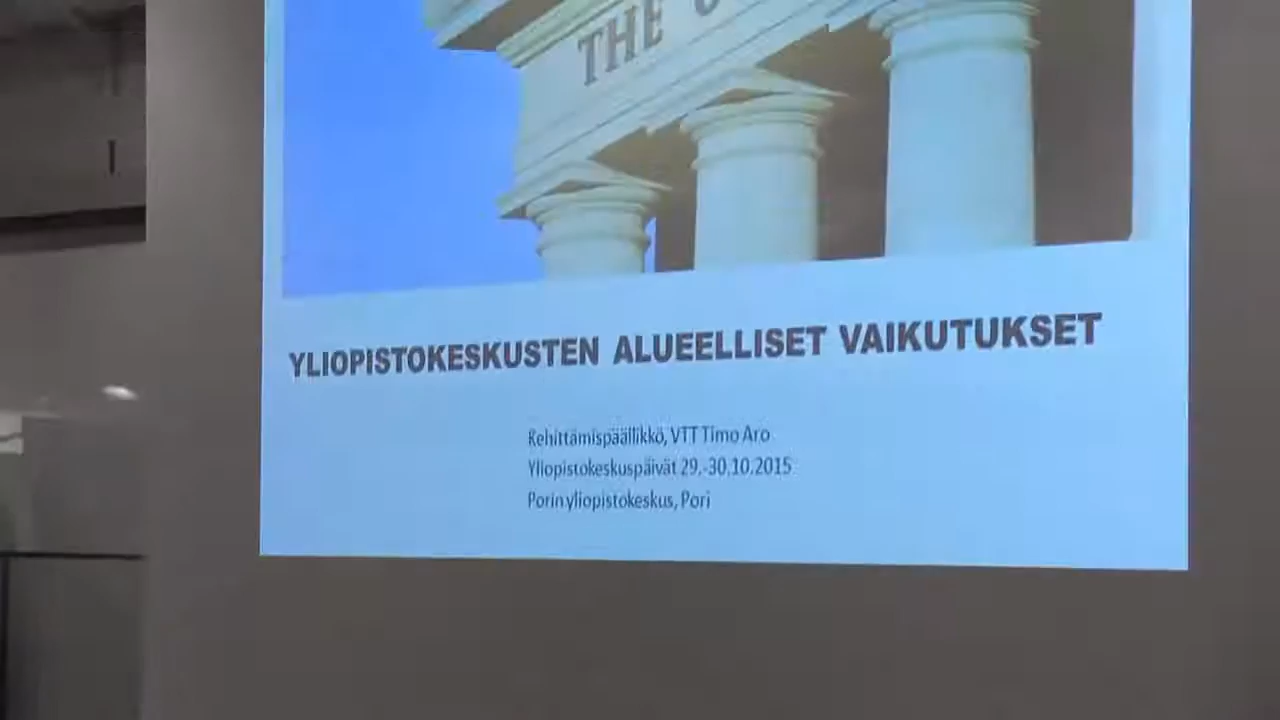 THE
YLIOPISTOKESKUSTEN ALUEELLISET VAIKUTUKSET
Kehittämispäällikkö, VTT Timo Aro
Yliopistokeskuspäivät 29.-30.10.2015
Porin yliopistokeskus, Pori